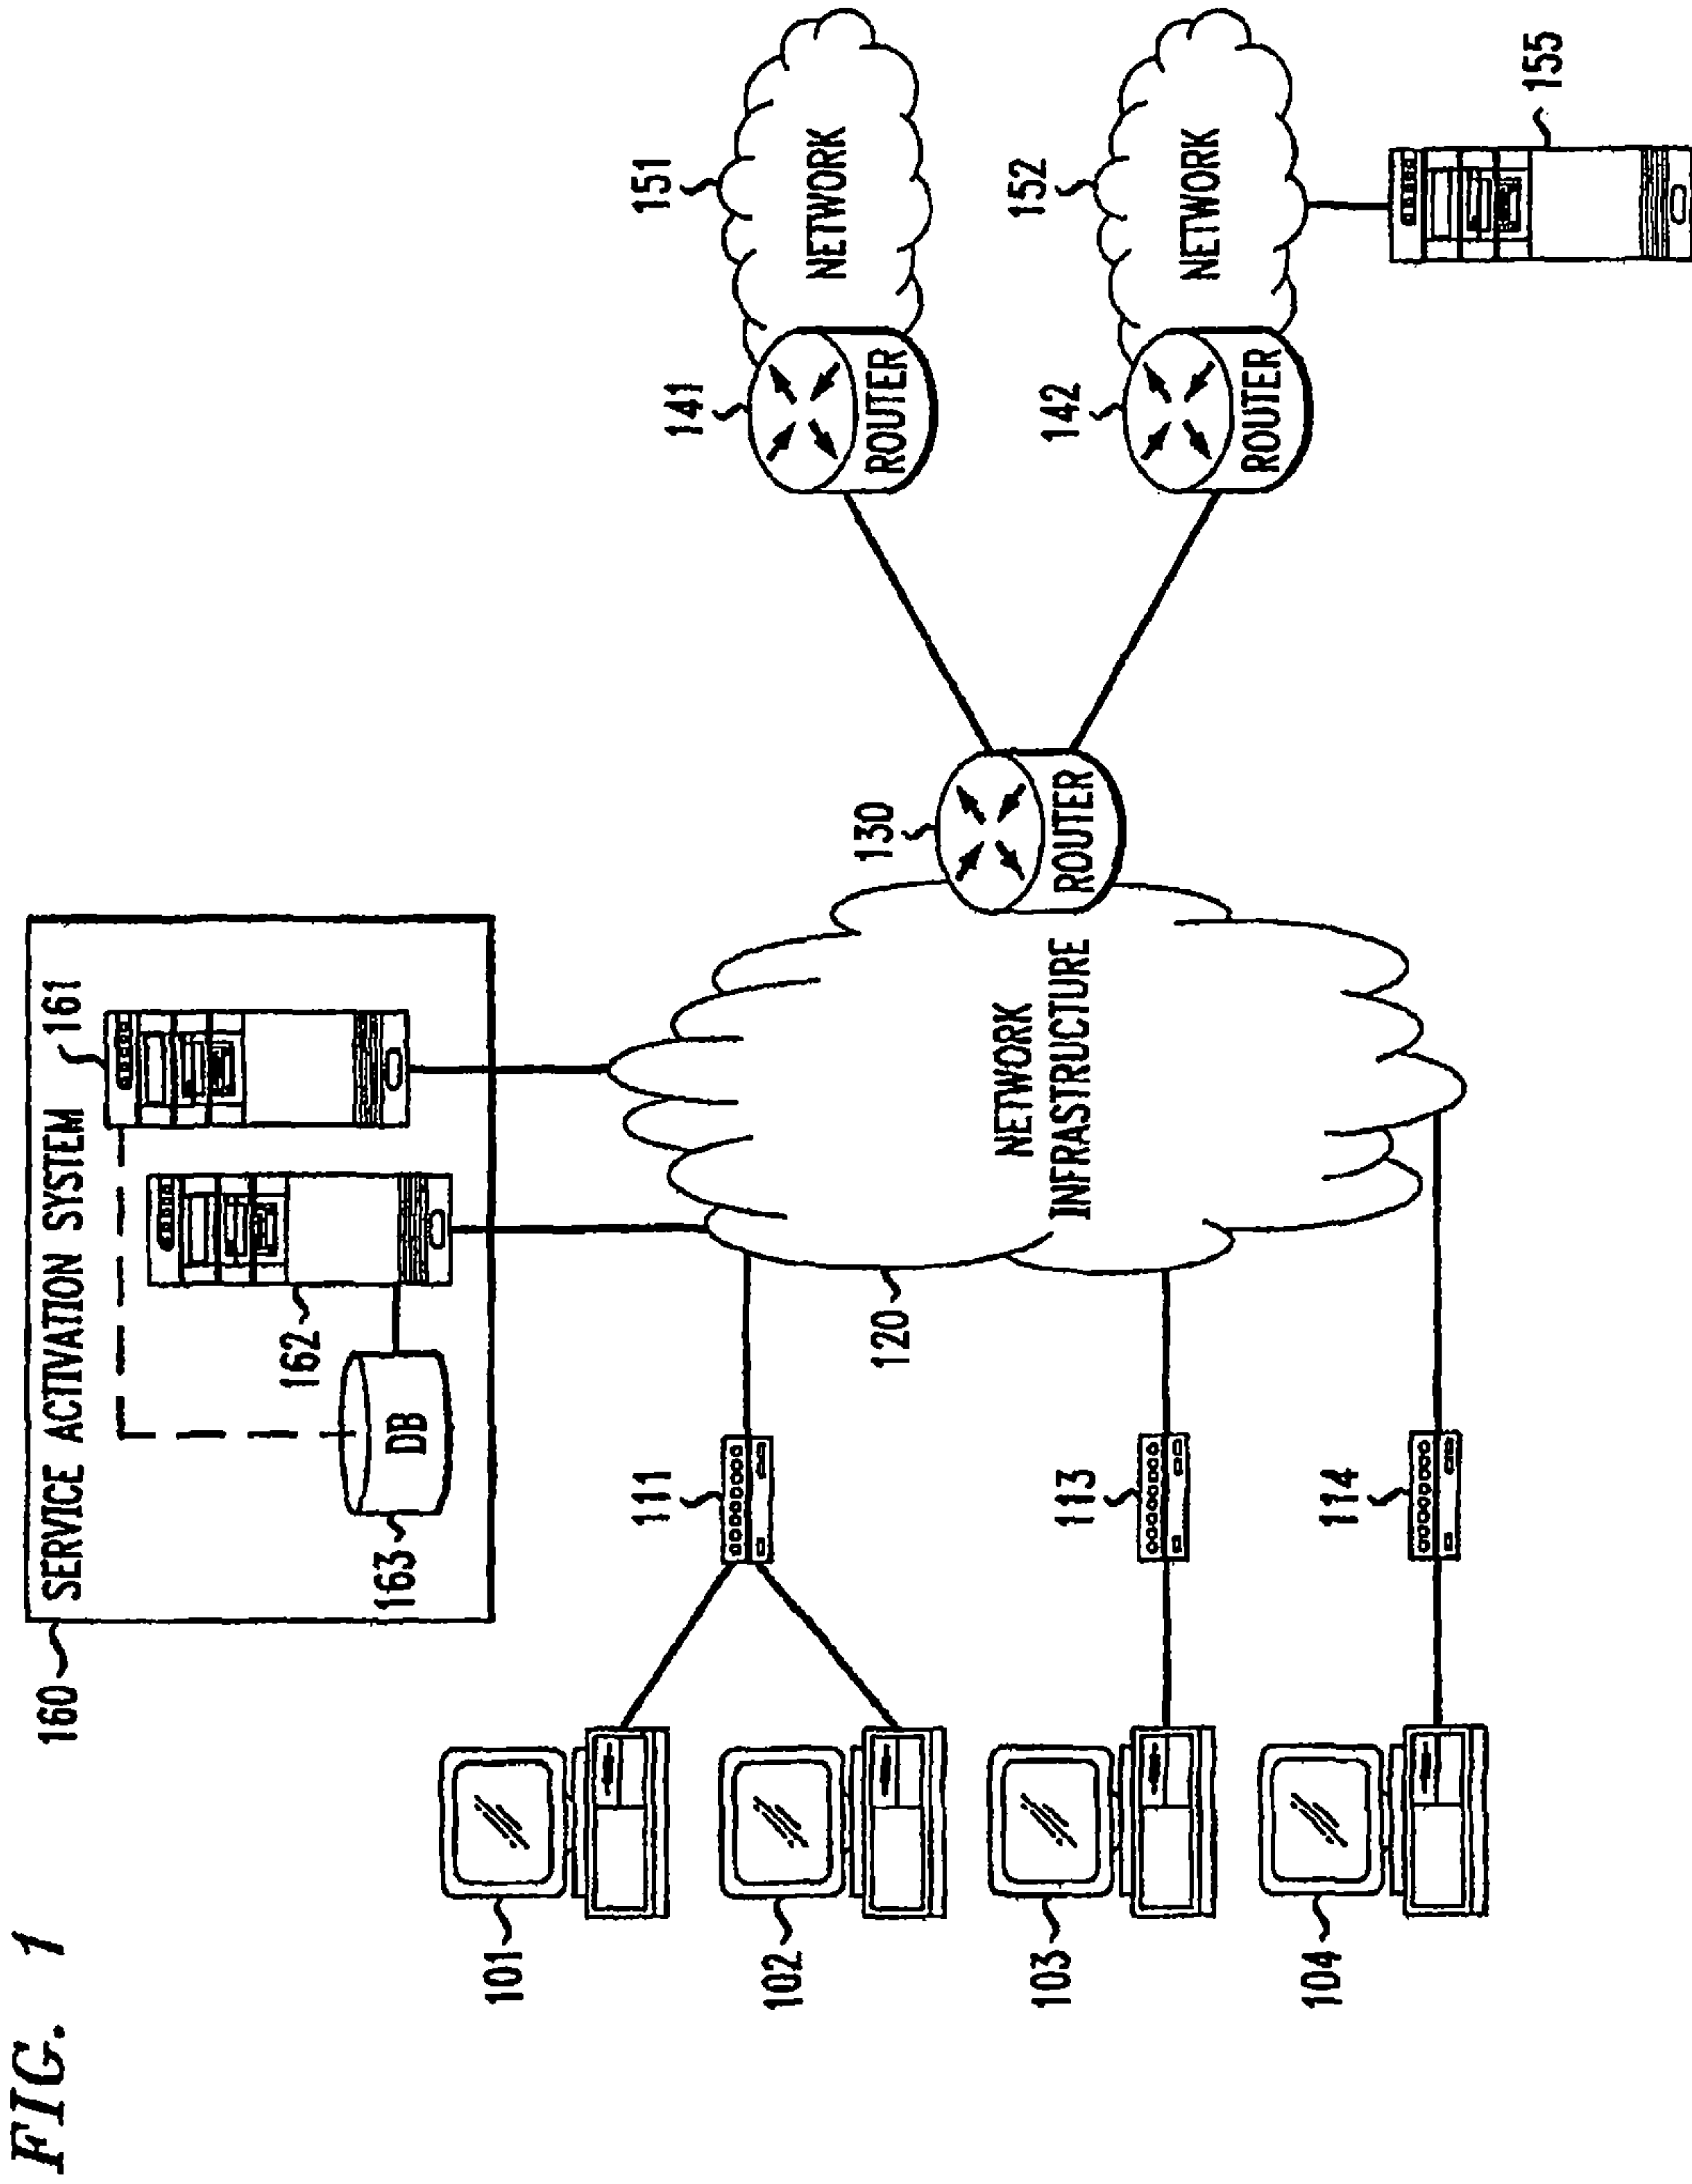 FIG. 1
160
SERVICE ACTIVATION SYSTEM
161
162
163
DB
101
102
103
104
111
113
114
120
NETWORK
INFRASTRUCTURE
130
ROUTER
141
ROUTER
151
NETWORK
142
ROUTER
152
NETWORK
155